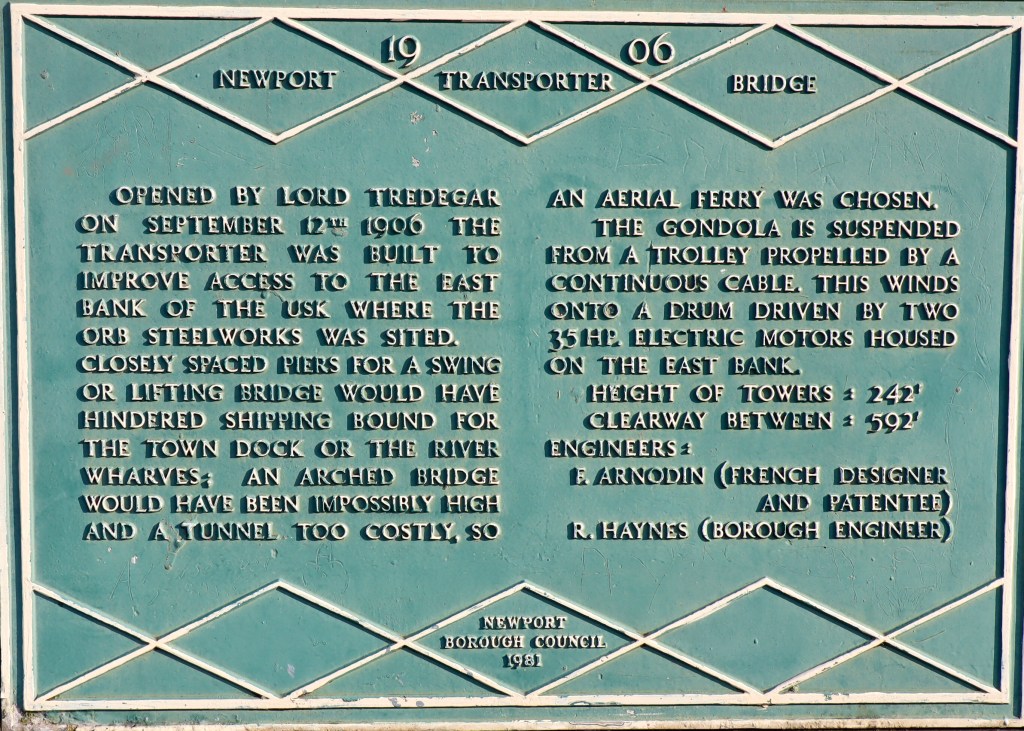 19 06
NEWPORT TRANSPORTER BRIDGE
OPENED BY LORD TREDEGAR
ON SEPTEMBER 12TH 1906 THE
TRANSPORTER WAS BUILT TO
IMPROVE ACCESS TO THE EAST
BANK OF THE USK WHERE THE
ORB STEELWORKS WAS SITED.
CLOSELY SPACED PIERS FOR A SWING
OR LIFTING BRIDGE WOULD HAVE
HINDERED SHIPPING BOUND FOR
THE TOWN DOCK OR THE RIVER
WHARVES; AN ARCHED BRIDGE
WOULD HAVE BEEN IMPOSSIBLY HIGH
AND A TUNNEL TOO COSTLY, SO
AN AERIAL FERRY WAS CHOSEN.
THE GONDOLA IS SUSPENDED
FROM A TROLLEY PROPELLED BY A
CONTINUOUS CABLE. THIS WINDS
ONTO A DRUM DRIVEN BY TWO
35 HP. ELECTRIC MOTORS HOUSED
ON THE EAST BANK.
HEIGHT OF TOWERS : 242'
CLEARWAY BETWEEN : 592'
ENGINEERS :
F. ARNODIN (FRENCH DESIGNER
AND PATENTEE)
R. HAYNES (BOROUGH ENGINEER)
NEWPORT
BOROUGH COUNCIL
1981